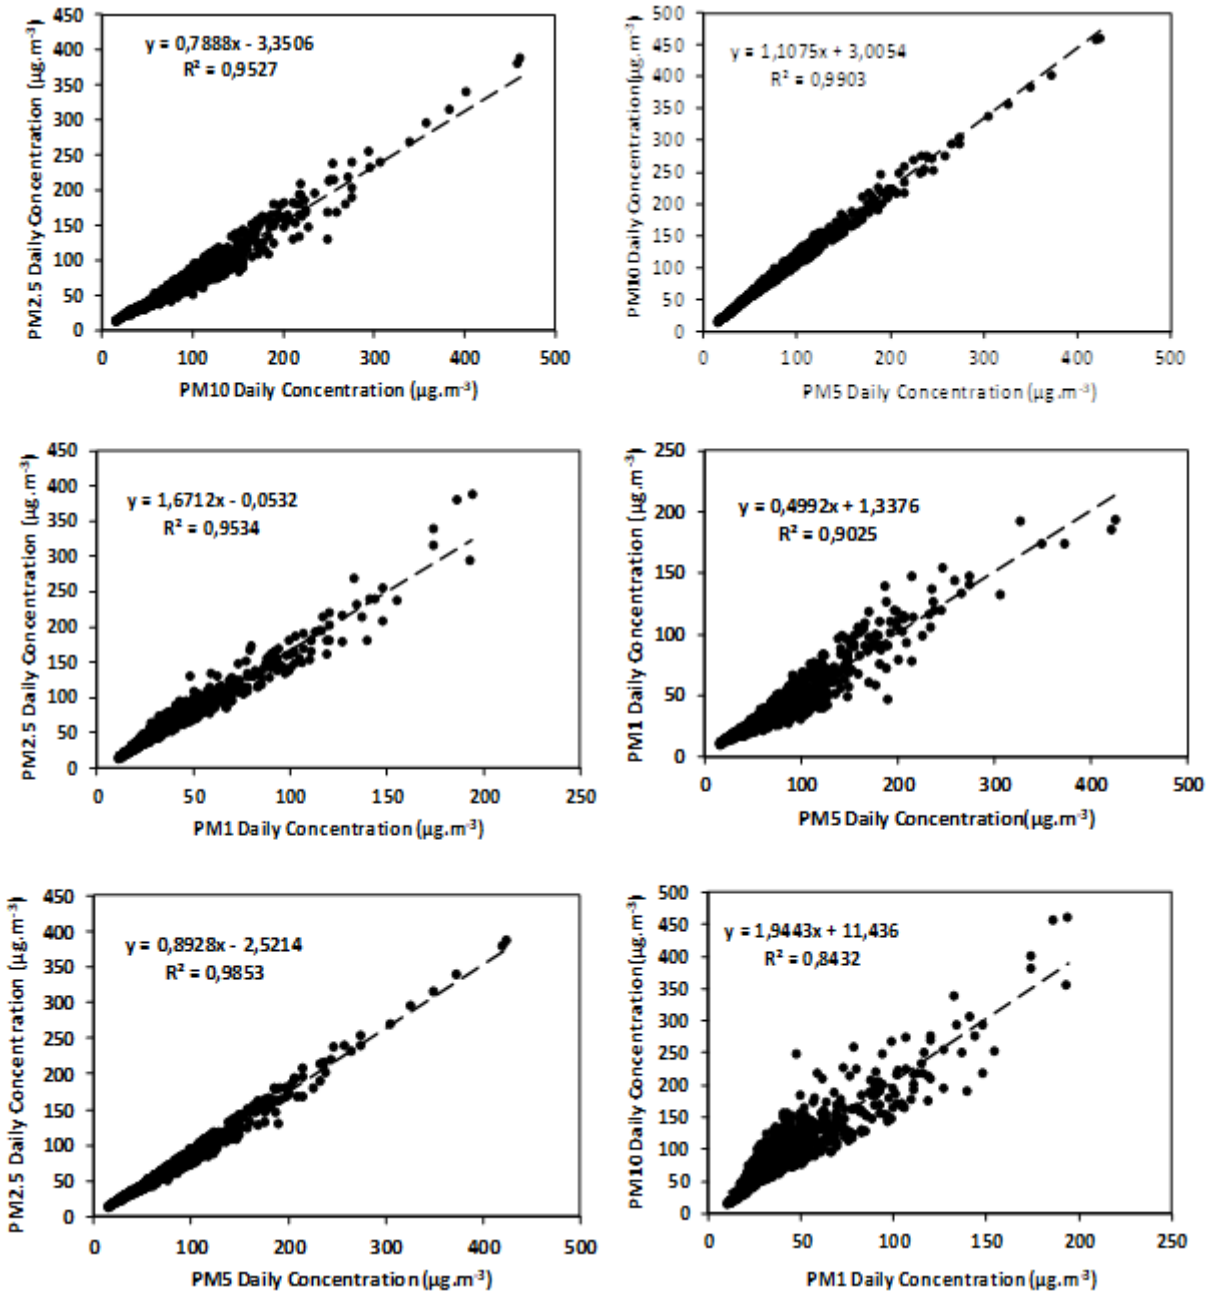 450
400
350
300
250
200
150
100
50
0
PM2.5 Daily Concentration (µg.m-3)
y = 0,7888x - 3,3506
R² = 0,9527
0 100 200 300 400 500
PM10 Daily Concentration (µg.m-3)
500
450
400
350
300
250
200
150
100
50
0
PM10 Daily Concentration(µg.m-3)
y = 1,1075x + 3,0054
R² = 0,9903
0 100 200 300 400 500
PM5 Daily Concentration (µg.m-3)
450
400
350
300
250
200
150
100
50
0
PM2.5 Daily Concentration (µg.m-3)
y = 1,6712x - 0,0532
R² = 0,9534
0 50 100 150 200 250
PM1 Daily Concentration (µg.m-3)
250
200
150
100
50
0
PM1 Daily Concentration (µg.m-3)
y = 0,4992x + 1,3376
R² = 0,9025
0 100 200 300 400 500
PM5 Daily Concentration(µg.m-3)
450
400
350
300
250
200
150
100
50
0
PM2.5 Daily Concentration (µg.m-3)
y = 0,8928x - 2,5214
R² = 0,9853
0 100 200 300 400 500
PM5 Daily Concentration (µg.m-3)
500
450
400
350
300
250
200
150
100
50
0
PM10 Daily Concentration(µg.m-3)
y = 1,9443x + 11,436
R² = 0,8432
0 50 100 150 200 250
PM1 Daily Concentration (µg.m-3)